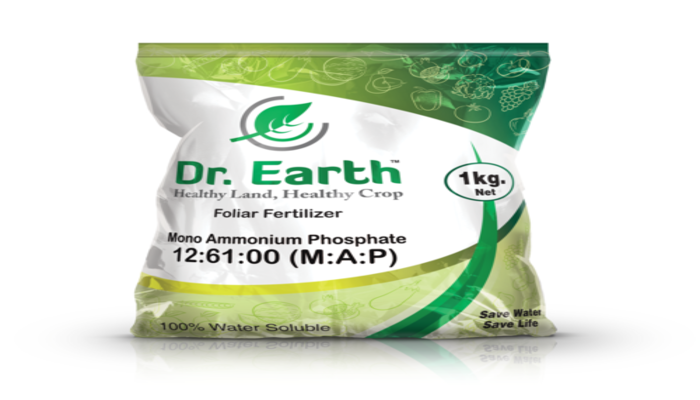 Dr. Earth™
Healthy Land, Healthy Crop
Foliar Fertilizer
1kg.
Net
Mono Ammonium Phosphate
12:61:00 (M:A:P)
100% Water Soluble
Save Water
Save Life